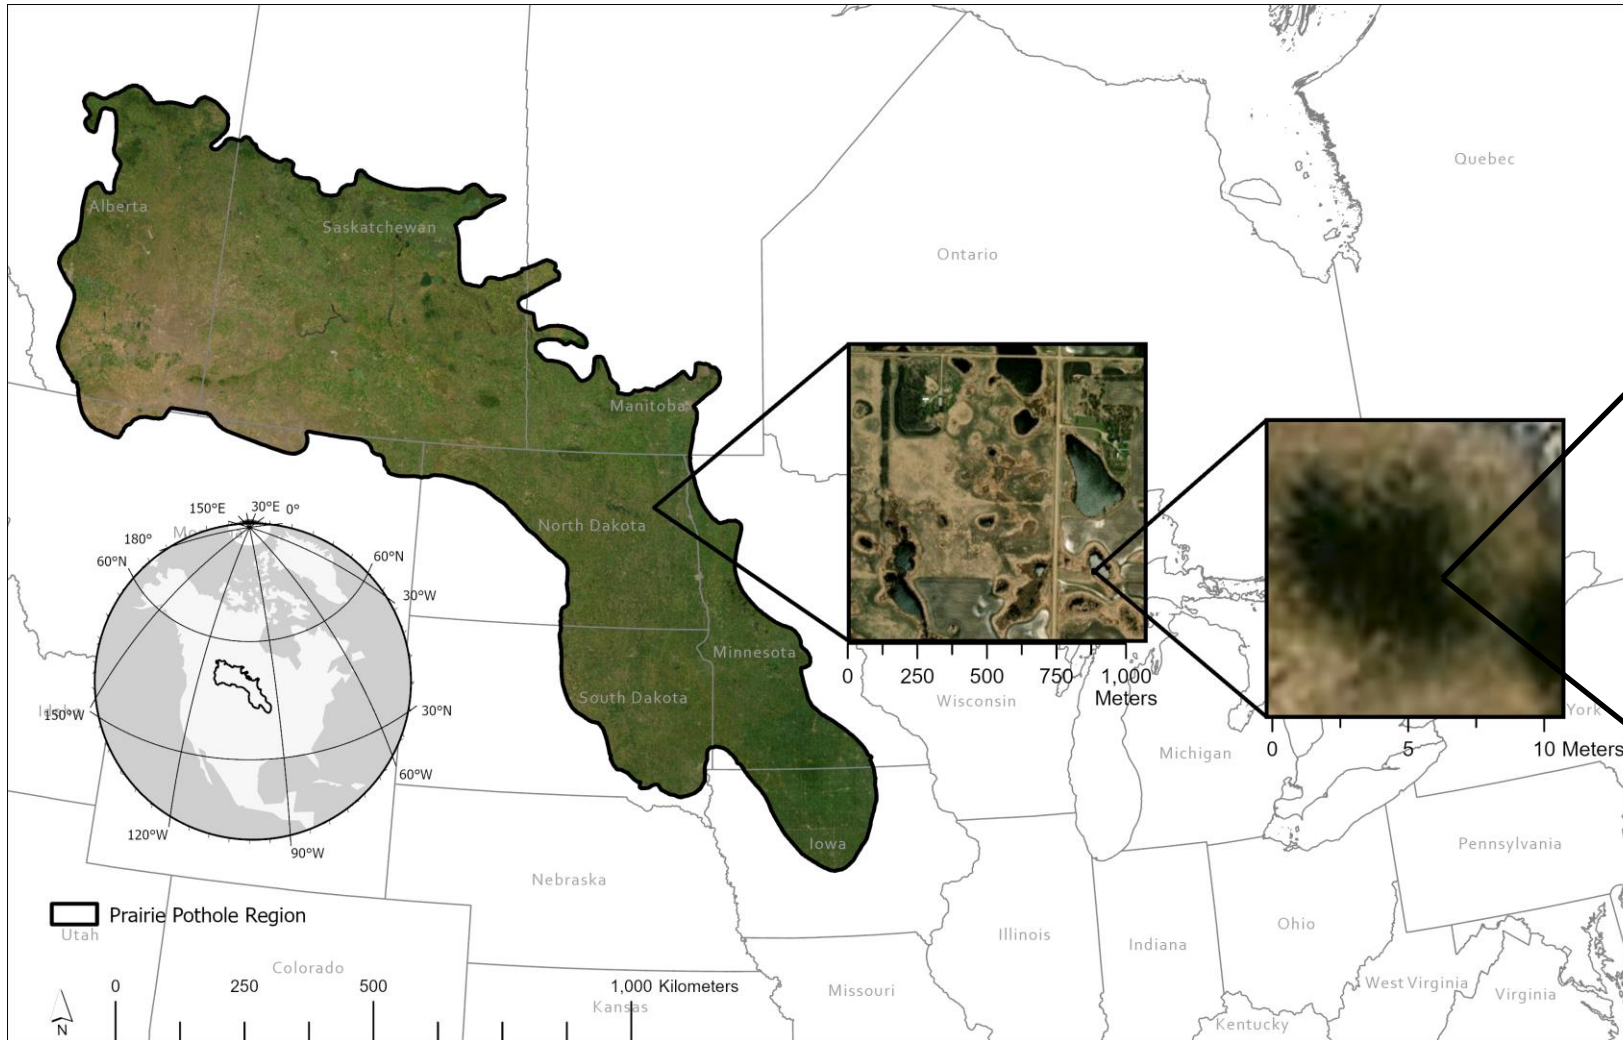 Quebec
Alberta
Saskatchewan
Ontario
Manitoba
150°E
30°E
0°
North Dakota
180°
60°N
60°N
30°W
Minnesota
0 250 500 750 1,000
Meters
South Dakota
Wisconsin
150°W
30°N
York
0 5 10 Meters
Michigan
60°W
120°W
90°W
Iowa
Pennsylvania
Nebraska
Prairie Pothole Region
Utah
Illinois
Indiana
Ohio
Colorado
0 250 500 1,000 Kilometers
Kansas
Missouri
West Virginia
Virginia
Kentucky
N